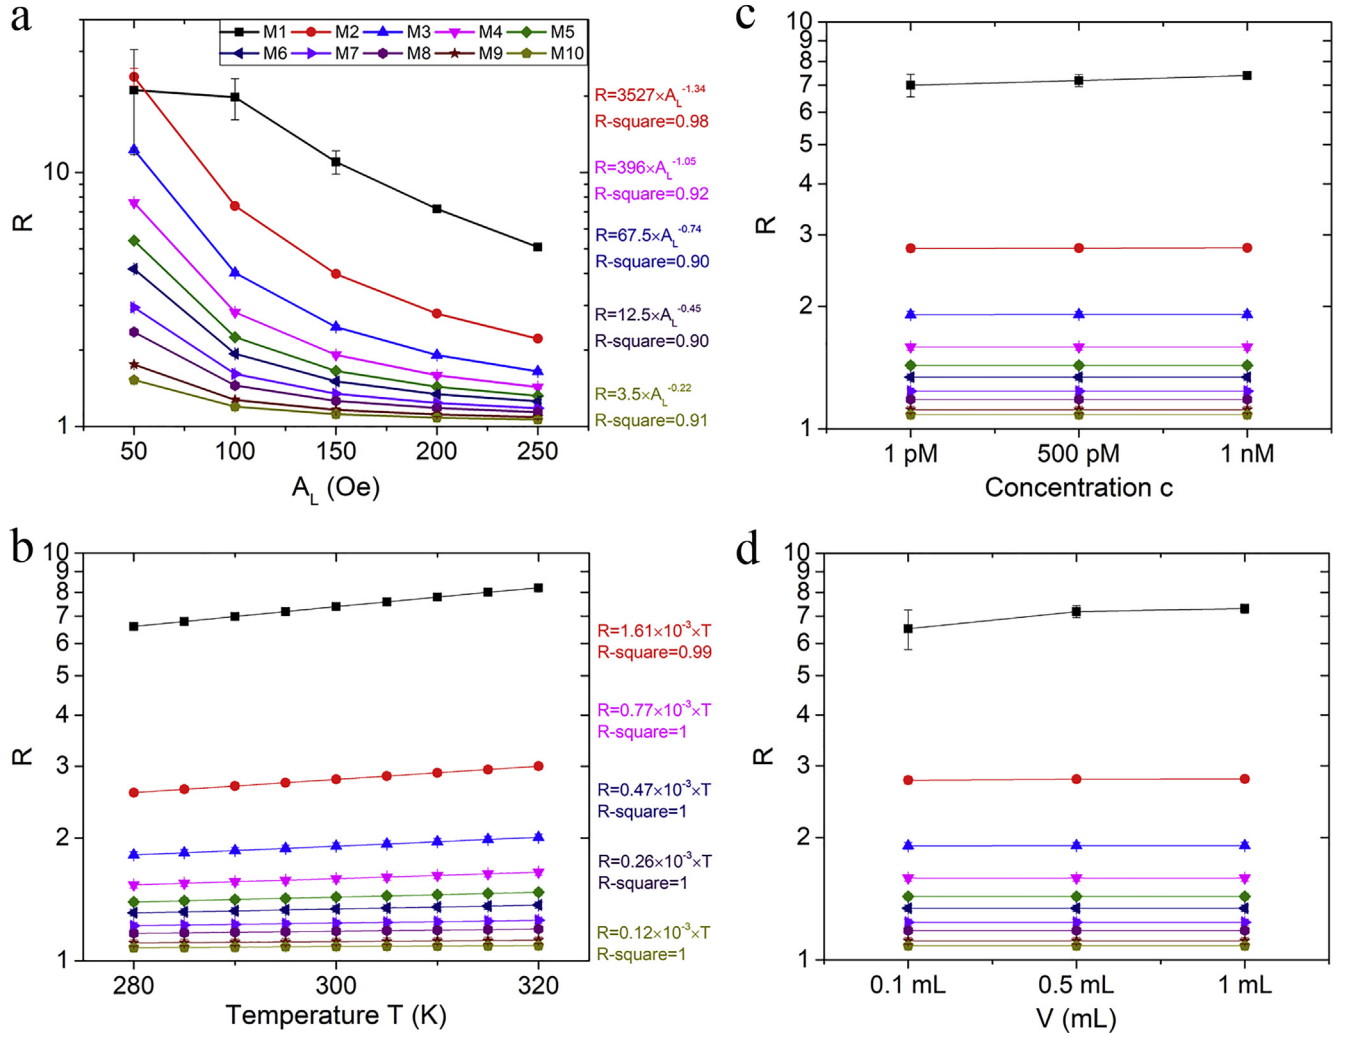 a
M1 M2 M3 M4 M5
M6 M7 M8 M9 M10
10
1
R
50 100 150 200 250
A_L (Oe)
R=3527×A_L^-1.34
R-square=0.98
R=396×A_L^-1.05
R-square=0.92
R=67.5×A_L^-0.74
R-square=0.90
R=12.5×A_L^-0.45
R-square=0.90
R=3.5×A_L^-0.22
R-square=0.91
c
10
9
8
7
6
5
4
3
2
1
R
1 pM 500 pM 1 nM
Concentration c
b
10
9
8
7
6
5
4
3
2
1
R
280 300 320
Temperature T (K)
R=1.61×10^-3×T
R-square=0.99
R=0.77×10^-3×T
R-square=1
R=0.47×10^-3×T
R-square=1
R=0.26×10^-3×T
R-square=1
R=0.12×10^-3×T
R-square=1
d
10
9
8
7
6
5
4
3
2
1
R
0.1 mL 0.5 mL 1 mL
V (mL)